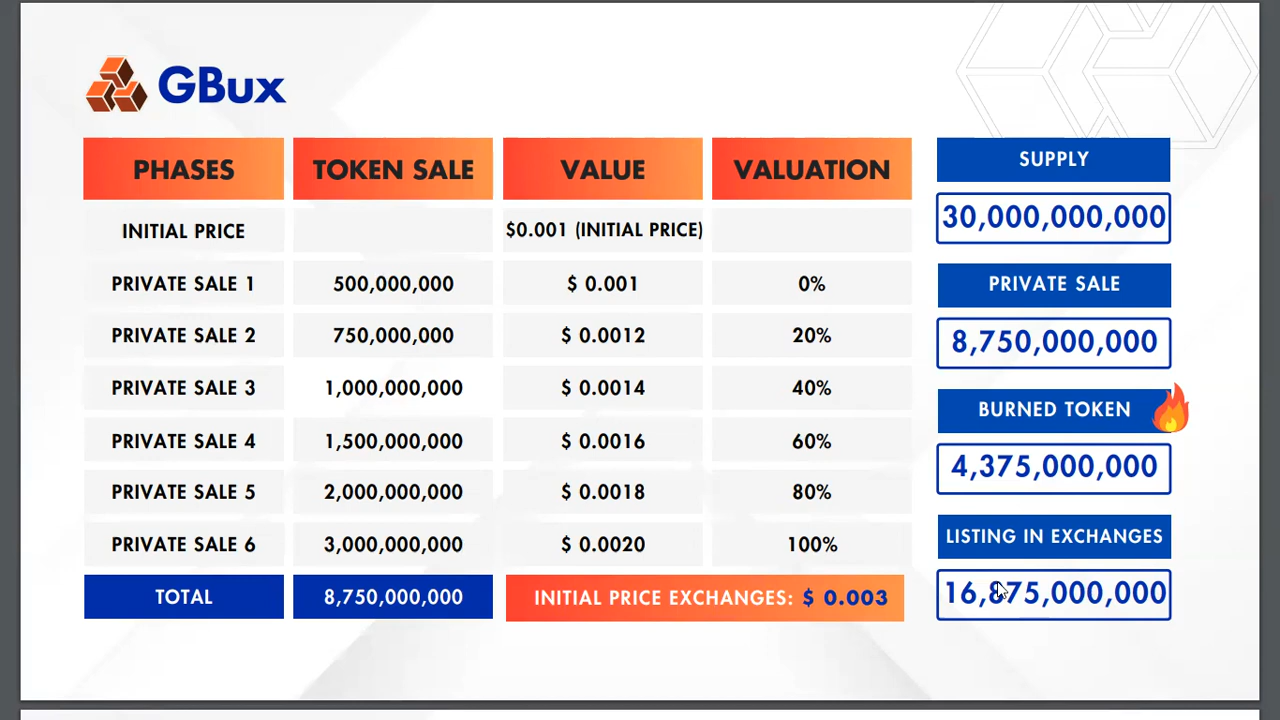 GBux
PHASES TOKEN SALE VALUE VALUATION
INITIAL PRICE $0.001 (INITIAL PRICE)
PRIVATE SALE 1 500,000,000 $ 0.001 0%
PRIVATE SALE 2 750,000,000 $ 0.0012 20%
PRIVATE SALE 3 1,000,000,000 $ 0.0014 40%
PRIVATE SALE 4 1,500,000,000 $ 0.0016 60%
PRIVATE SALE 5 2,000,000,000 $ 0.0018 80%
PRIVATE SALE 6 3,000,000,000 $ 0.0020 100%
TOTAL 8,750,000,000 INITIAL PRICE EXCHANGES: $ 0.003
SUPPLY
30,000,000,000
PRIVATE SALE
8,750,000,000
BURNED TOKEN
4,375,000,000
LISTING IN EXCHANGES
16,875,000,000